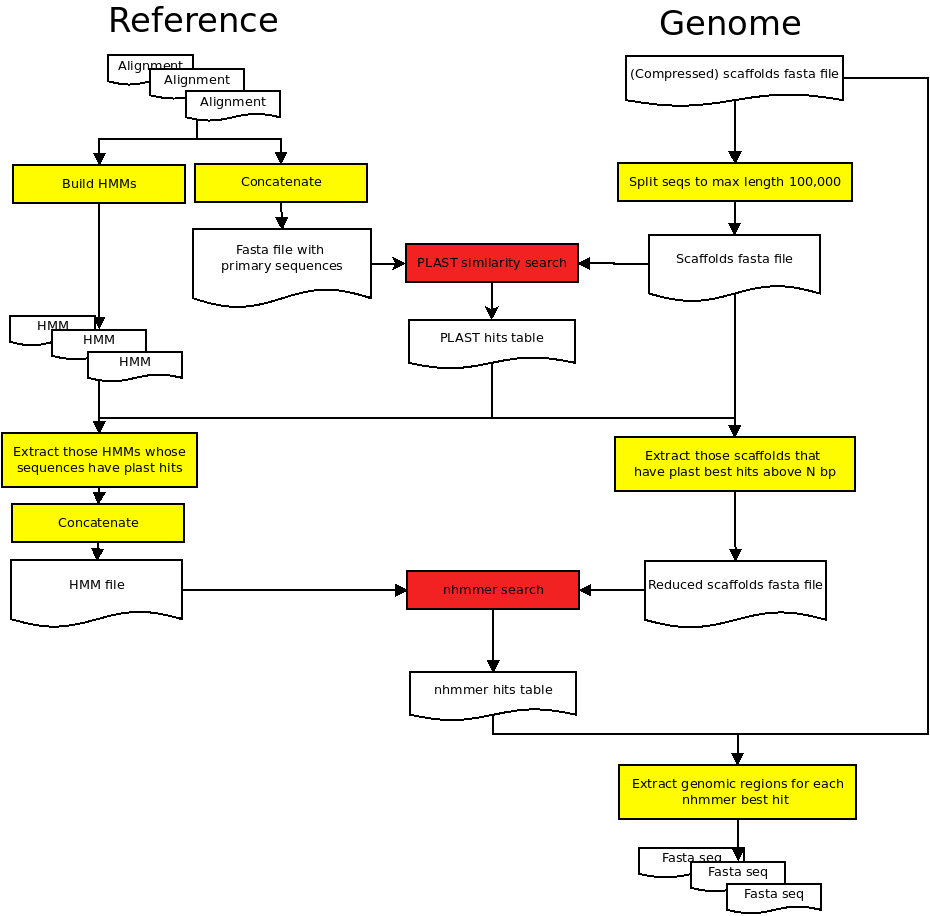 Reference
Genome
Alignment
Alignment
Alignment
(Compressed) scaffolds fasta file
Build HMMs
Concatenate
Split seqs to max length 100,000
Fasta file with
primary sequences
PLAST similarity search
Scaffolds fasta file
HMM
HMM
HMM
PLAST hits table
Extract those HMMs whose
sequences have plast hits
Extract those scaffolds that
have plast best hits above N bp
Concatenate
HMM file
nhmmer search
Reduced scaffolds fasta file
nhmmer hits table
Extract genomic regions for each
nhmmer best hit
Fasta seq
Fasta seq
Fasta seq